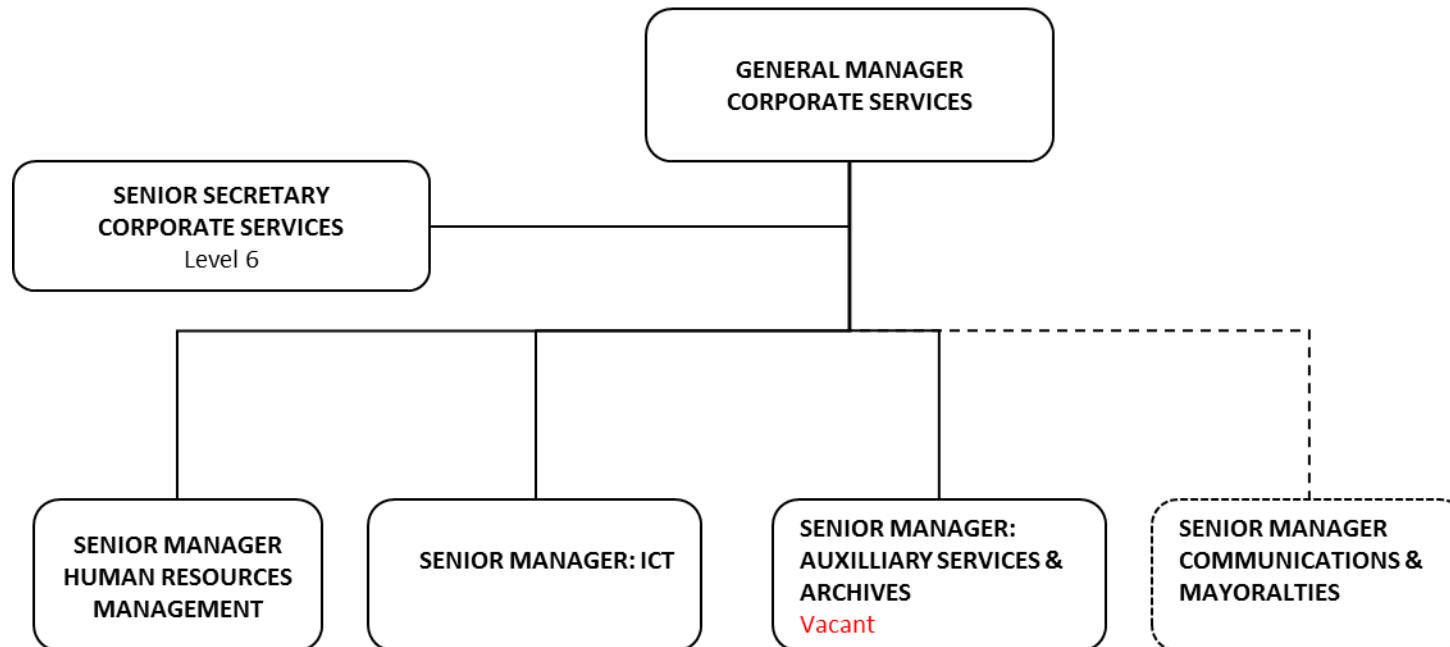 GENERAL MANAGER
CORPORATE SERVICES
SENIOR SECRETARY
CORPORATE SERVICES
Level 6
SENIOR MANAGER
HUMAN RESOURCES
MANAGEMENT
SENIOR MANAGER: ICT
SENIOR MANAGER:
AUXILLIARY SERVICES &
ARCHIVES
Vacant
SENIOR MANAGER
COMMUNICATIONS &
MAYORALTIES